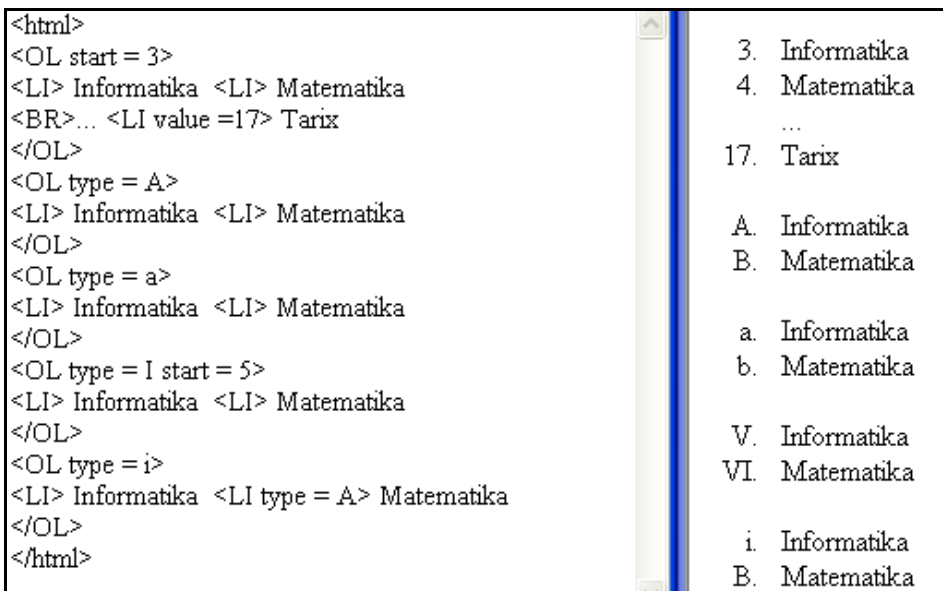 <html>
<OL start = 3>
<LI> Informatika <LI> Matematika
<BR>... <LI value =17> Tarix
</OL>
<OL type = A>
<LI> Informatika <LI> Matematika
</OL>
<OL type = a>
<LI> Informatika <LI> Matematika
</OL>
<OL type = I start = 5>
<LI> Informatika <LI> Matematika
</OL>
<OL type = i>
<LI> Informatika <LI type = A> Matematika
</OL>
</html>
3. Informatika
4. Matematika
...
17. Tarix
A. Informatika
B. Matematika
a. Informatika
b. Matematika
V. Informatika
VI. Matematika
i. Informatika
B. Matematika